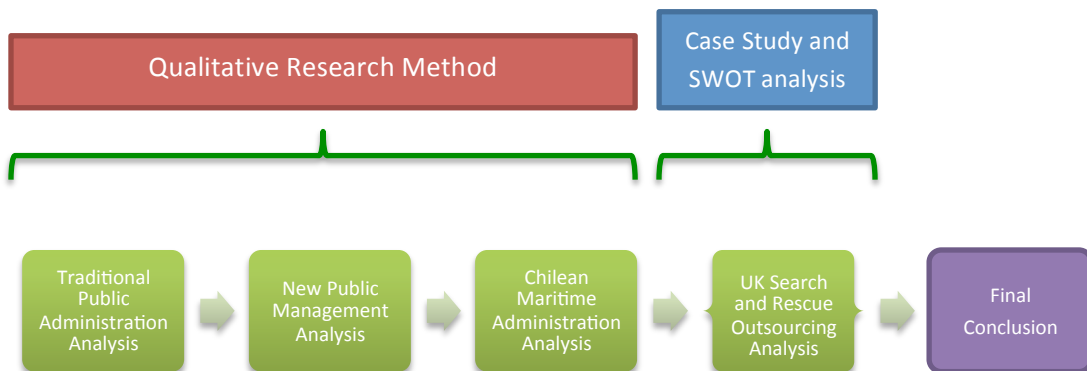 Qualitative Research Method
Case Study and
SWOT analysis
Traditional
Public
Administration
Analysis
New Public
Management
Analysis
Chilean
Maritime
Administration
Analysis
UK Search
and Rescue
Outsourcing
Analysis
Final
Conclusion